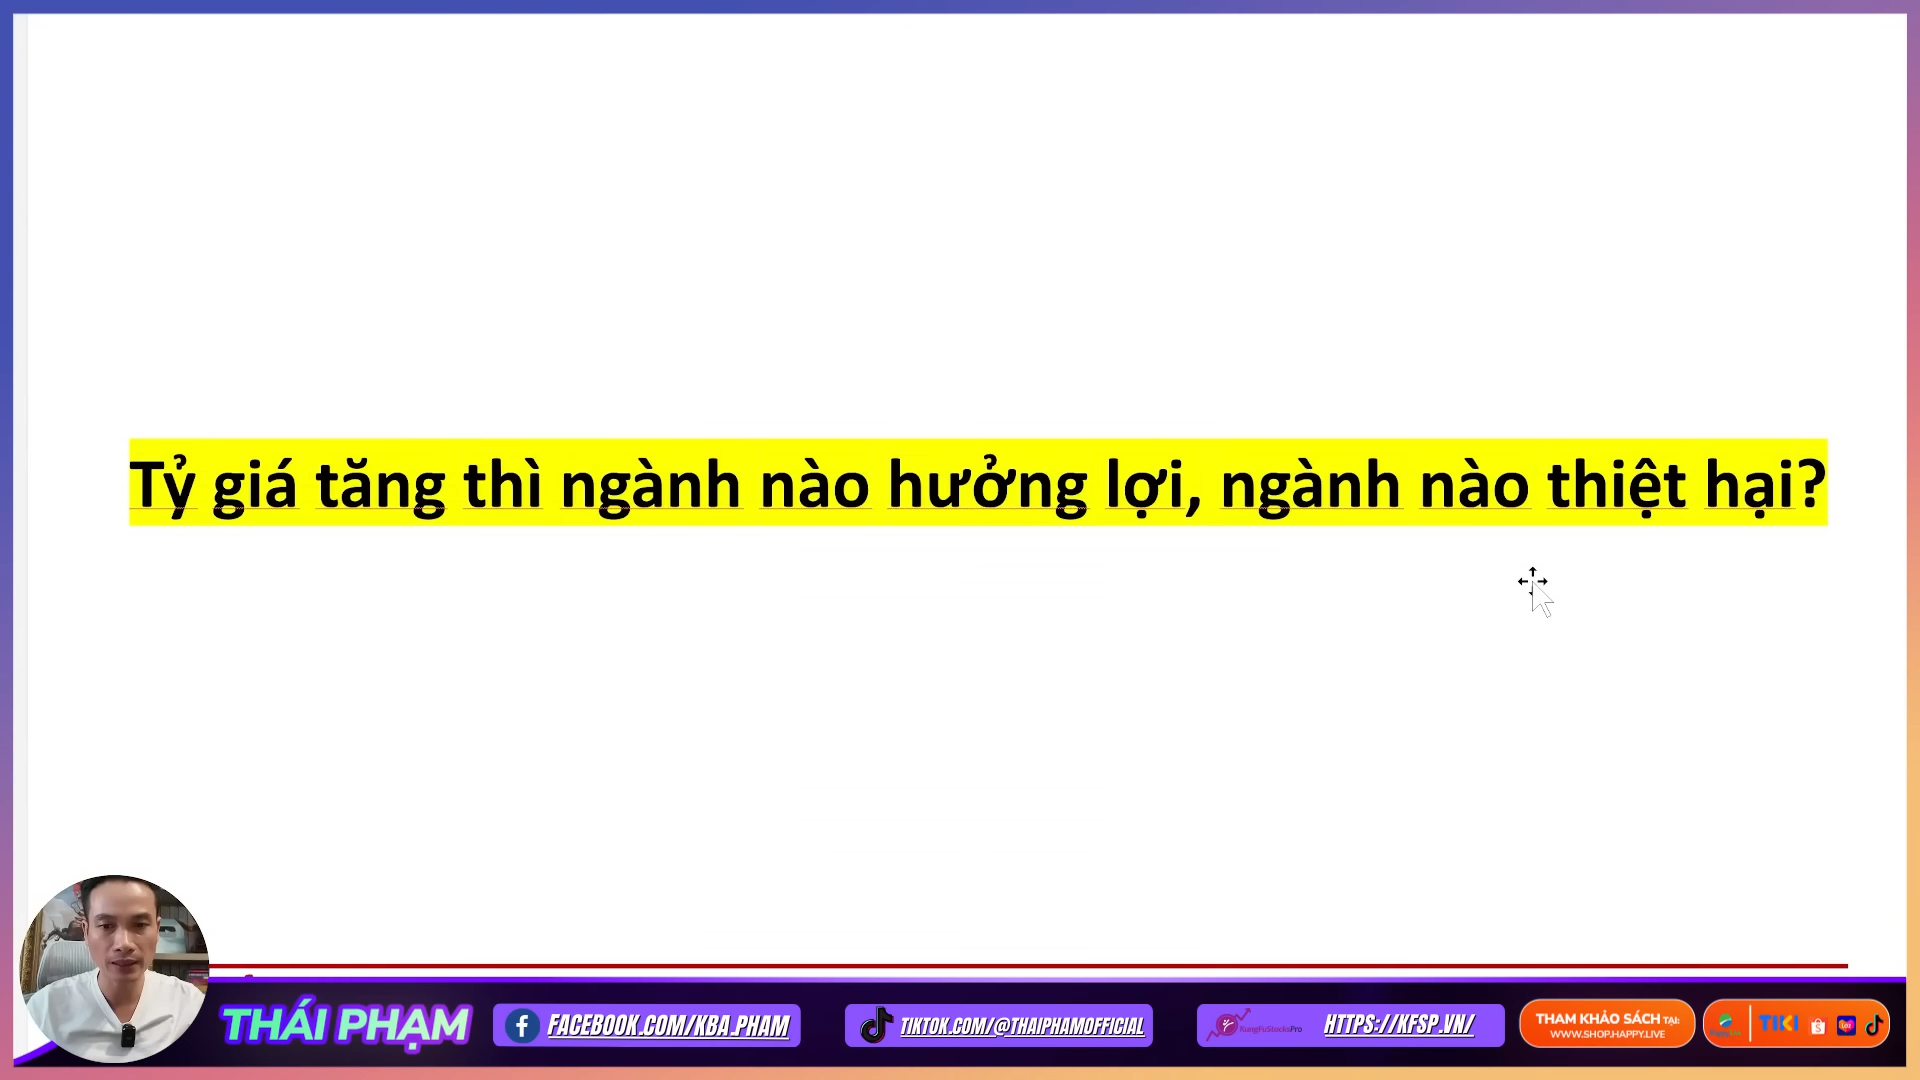 Tỷ giá tăng thì ngành nào hưởng lợi, ngành nào thiệt hại?
THÁI PHẠM
FACEBOOK.COM/KBA.PHAM
TIKTOK.COM/@THAIPHAMOFFICIAL
KungFuStocksPro
HTTPS://KFSP.VN/
THAM KHẢO SÁCH TẠI:
WWW.SHOP.HAPPY.LIVE
TIKI